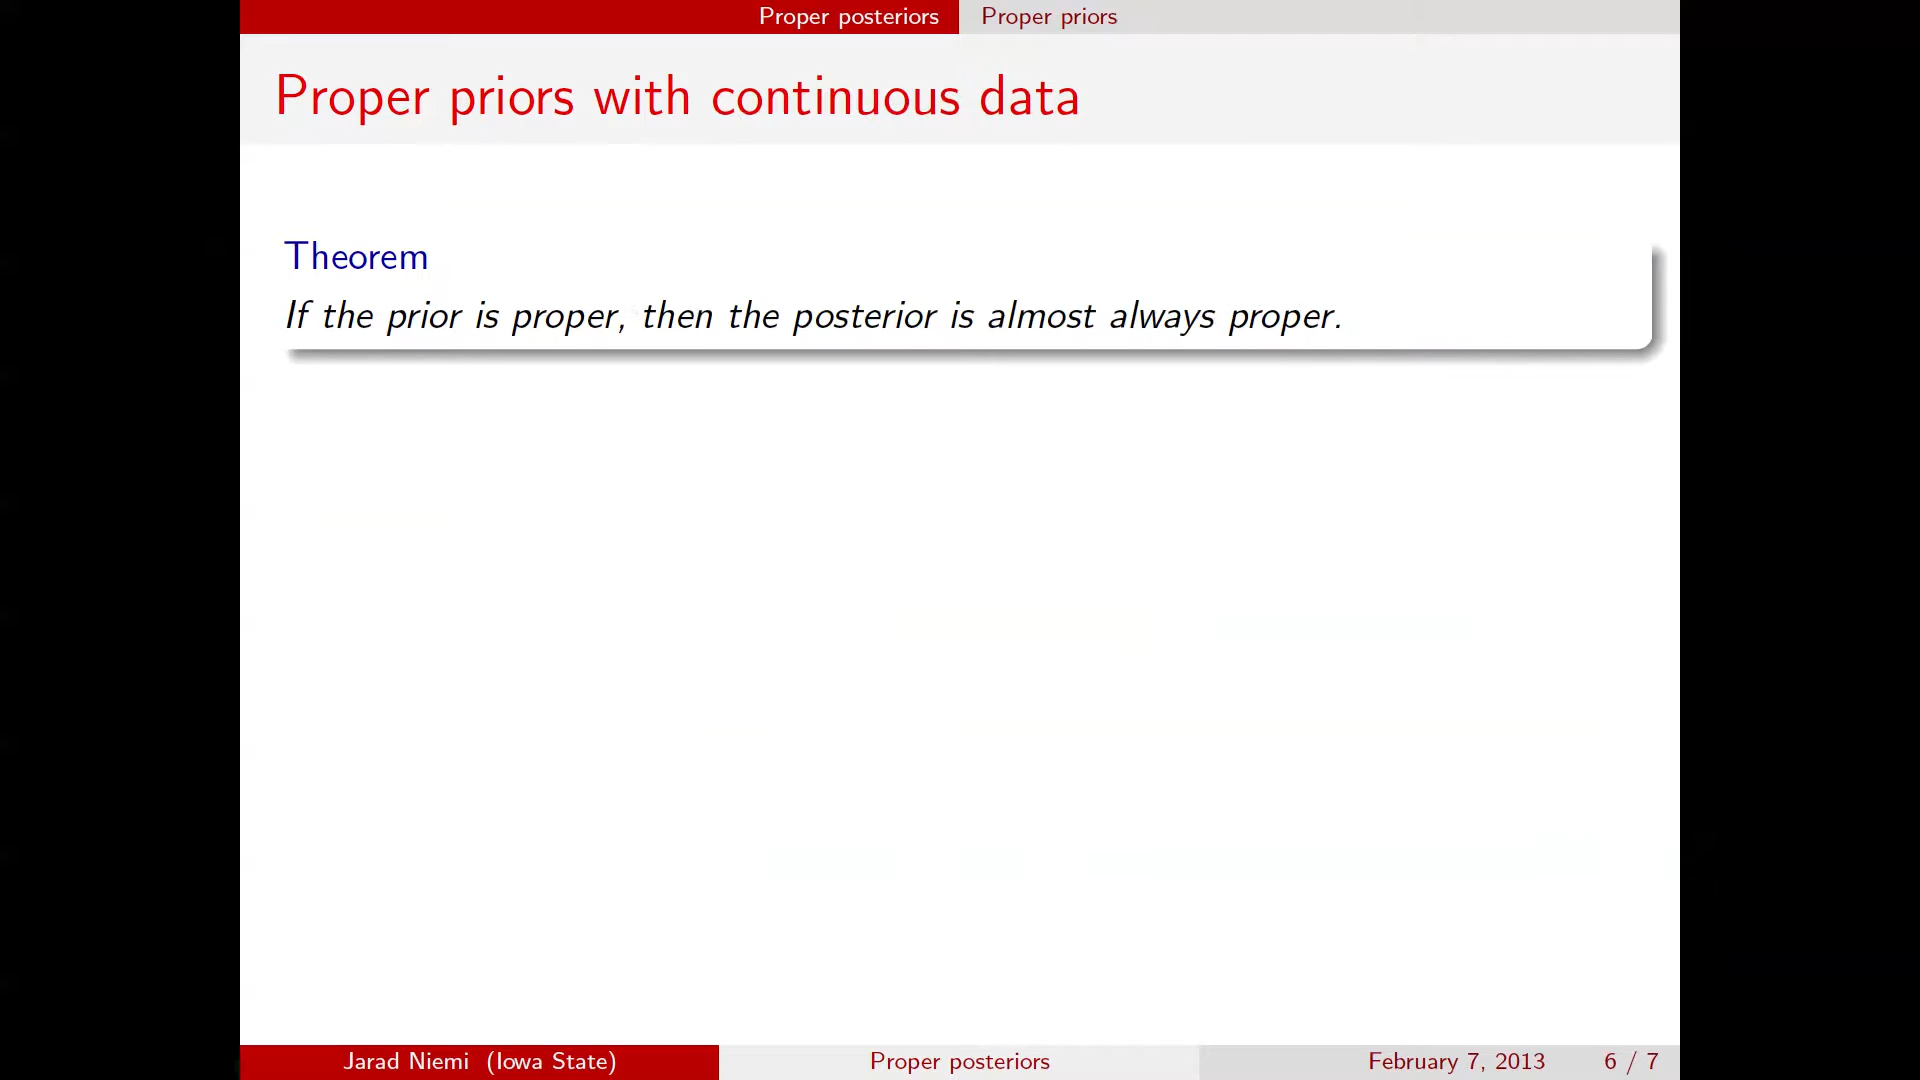 Proper posteriors Proper priors
Proper priors with continuous data
Theorem
If the prior is proper, then the posterior is almost always proper.
Jarad Niemi (Iowa State) Proper posteriors February 7, 2013 6 / 7